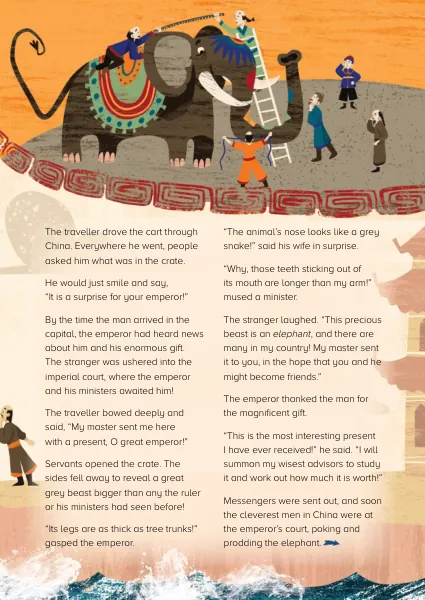 The traveller drove the cart through
China. Everywhere he went, people
asked him what was in the crate.
He would just smile and say,
“It is a surprise for your emperor!”
By the time the man arrived in the
capital, the emperor had heard news
about him and his enormous gift.
The stranger was ushered into the
imperial court, where the emperor
and his ministers awaited him!
The traveller bowed deeply and
said, “My master sent me here
with a present, O great emperor!”
Servants opened the crate. The
sides fell away to reveal a great
grey beast bigger than any the ruler
or his ministers had seen before!
“Its legs are as thick as tree trunks!”
gasped the emperor.
“The animal’s nose looks like a grey
snake!” said his wife in surprise.
“Why, those teeth sticking out of
its mouth are longer than my arm!”
mused a minister.
The stranger laughed. “This precious
beast is an elephant, and there are
many in my country! My master sent
it to you, in the hope that you and he
might become friends.”
The emperor thanked the man for
the magnificent gift.
“This is the most interesting present
I have ever received!” he said. “I will
summon my wisest advisors to study
it and work out how much it is worth!”
Messengers were sent out, and soon
the cleverest men in China were at
the emperor’s court, poking and
prodding the elephant.